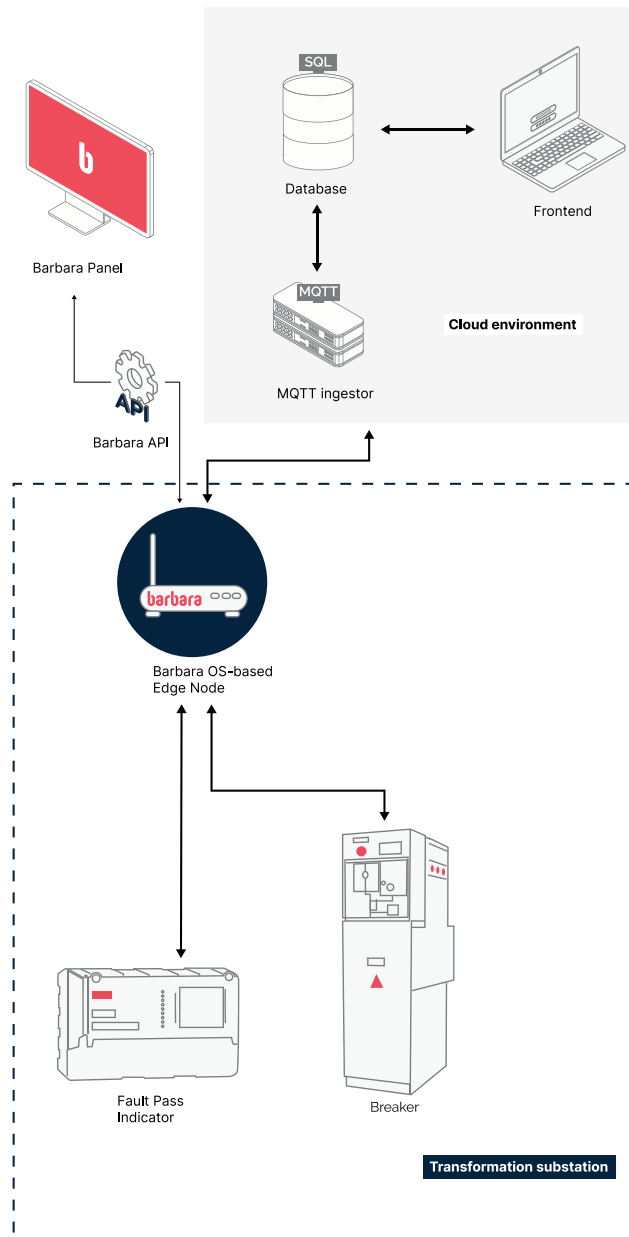 SQL
b
Database
Frontend
Barbara Panel
MQTT
Cloud environment
MQTT ingestor
API
Barbara API
barbara
Barbara OS-based
Edge Node
Fault Pass
Indicator
Breaker
Transformation substation